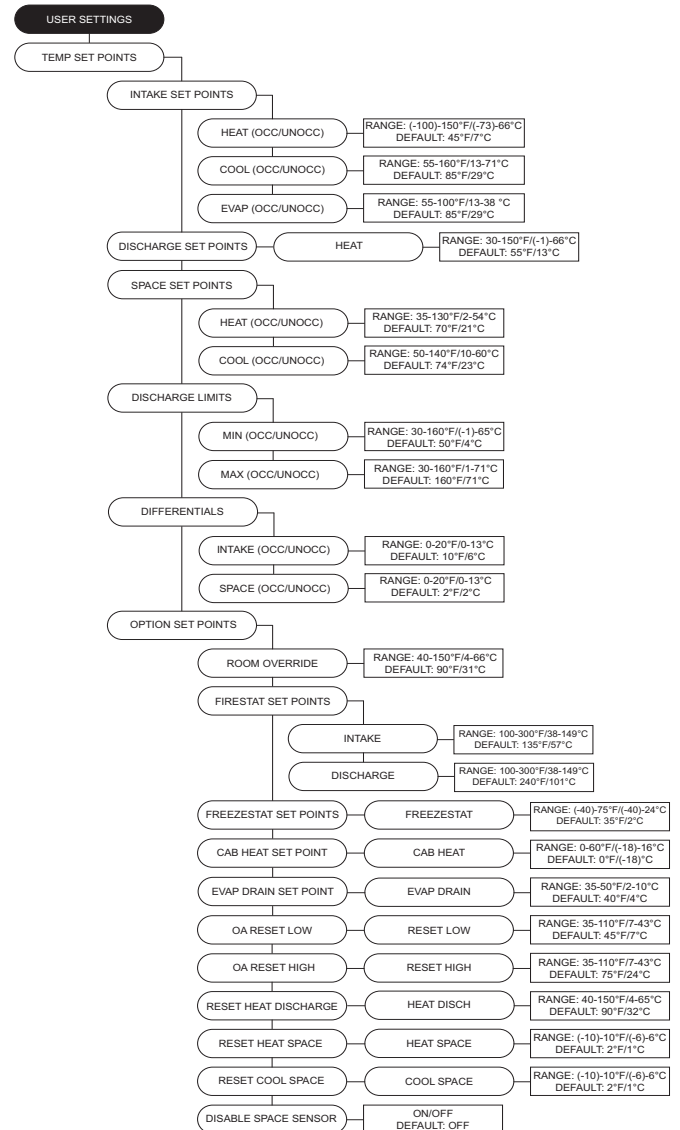 USER SETTINGS
TEMP SET POINTS
INTAKE SET POINTS
HEAT (OCC/UNOCC)
RANGE: (-100)-150°F/(-73)-66°C
DEFAULT: 45°F/7°C
COOL (OCC/UNOCC)
RANGE: 55-160°F/13-71°C
DEFAULT: 85°F/29°C
EVAP (OCC/UNOCC)
RANGE: 55-100°F/13-38 °C
DEFAULT: 85°F/29°C
DISCHARGE SET POINTS
HEAT
RANGE: 30-150°F/(-1)-66°C
DEFAULT: 55°F/13°C
SPACE SET POINTS
HEAT (OCC/UNOCC)
RANGE: 35-130°F/2-54°C
DEFAULT: 70°F/21°C
COOL (OCC/UNOCC)
RANGE: 50-140°F/10-60°C
DEFAULT: 74°F/23°C
DISCHARGE LIMITS
MIN (OCC/UNOCC)
RANGE: 30-160°F/(-1)-65°C
DEFAULT: 50°F/4°C
MAX (OCC/UNOCC)
RANGE: 30-160°F/1-71°C
DEFAULT: 160°F/71°C
DIFFERENTIALS
INTAKE (OCC/UNOCC)
RANGE: 0-20°F/0-13°C
DEFAULT: 10°F/6°C
SPACE (OCC/UNOCC)
RANGE: 0-20°F/0-13°C
DEFAULT: 2°F/2°C
OPTION SET POINTS
ROOM OVERRIDE
RANGE: 40-150°F/4-66°C
DEFAULT: 90°F/31°C
FIRESTAT SET POINTS
INTAKE
RANGE: 100-300°F/38-149°C
DEFAULT: 135°F/57°C
DISCHARGE
RANGE: 100-300°F/38-149°C
DEFAULT: 240°F/101°C
FREEZESTAT SET POINTS
FREEZESTAT
RANGE: (-40)-75°F/(-40)-24°C
DEFAULT: 35°F/2°C
CAB HEAT SET POINT
CAB HEAT
RANGE: 0-60°F/(-18)-16°C
DEFAULT: 0°F/(-18)°C
EVAP DRAIN SET POINT
EVAP DRAIN
RANGE: 35-50°F/2-10°C
DEFAULT: 40°F/4°C
OA RESET LOW
RESET LOW
RANGE: 35-110°F/7-43°C
DEFAULT: 45°F/7°C
OA RESET HIGH
RESET HIGH
RANGE: 35-110°F/7-43°C
DEFAULT: 75°F/24°C
RESET HEAT DISCHARGE
HEAT DISCH
RANGE: 40-150°F/4-65°C
DEFAULT: 90°F/32°C
RESET HEAT SPACE
HEAT SPACE
RANGE: (-10)-10°F/(-6)-6°C
DEFAULT: 2°F/1°C
RESET COOL SPACE
COOL SPACE
RANGE: (-10)-10°F/(-6)-6°C
DEFAULT: 2°F/1°C
DISABLE SPACE SENSOR
ON/OFF
DEFAULT: OFF